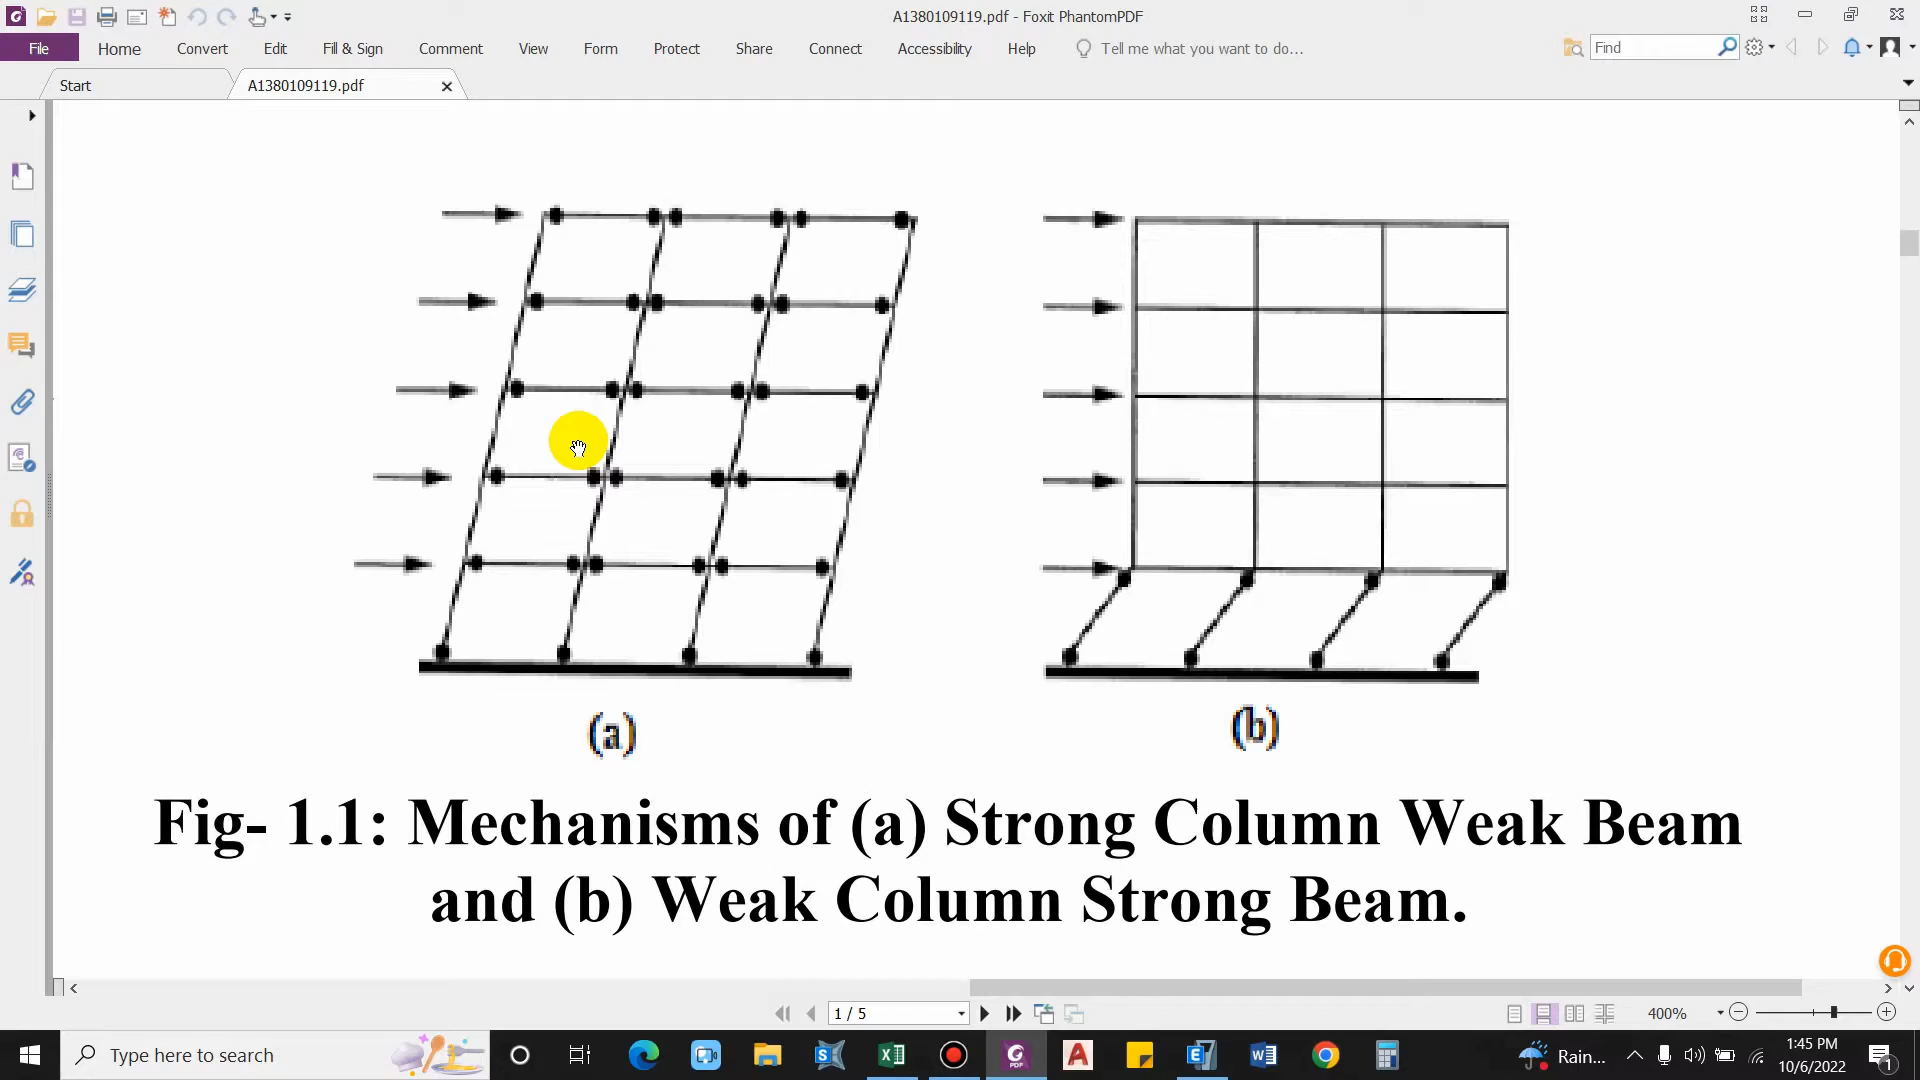 A1380109119.pdf - Foxit PhantomPDF
File Home Convert Edit Fill & Sign Comment View Form Protect Share Connect Accessibility Help Tell me what you want to do... Find
Start A1380109119.pdf
(a) (b)
Fig- 1.1: Mechanisms of (a) Strong Column Weak Beam
and (b) Weak Column Strong Beam.
1 / 5 400%
Type here to search Rain... 1:45 PM
10/6/2022